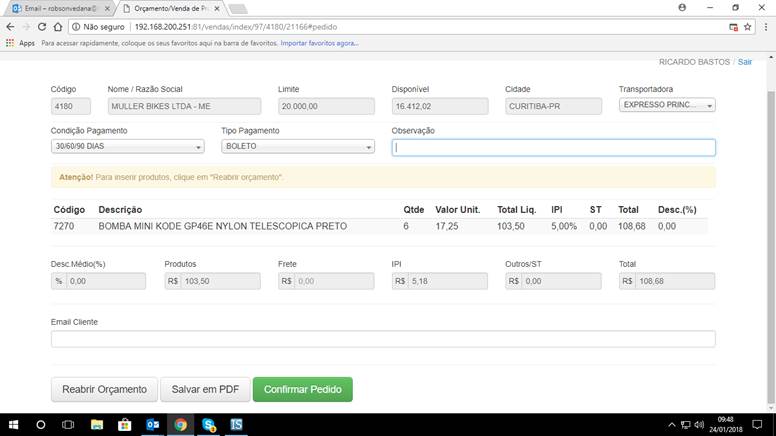 Email – robsonvedana@
Orçamento/Venda de Pro
Não seguro 192.168.200.251:81/vendas/index/97/4180/21166#pedido
Apps Para acessar rapidamente, coloque os seus favoritos aqui na barra de favoritos. Importar favoritos agora...
RICARDO BASTOS / Sair
Código Nome / Razão Social Limite Disponível Cidade Transportadora
4180 MULLER BIKES LTDA - ME 20.000,00 16.412,02 CURITIBA-PR EXPRESSO PRINC...
Condição Pagamento Tipo Pagamento Observação
30/60/90 DIAS BOLETO
Atenção! Para inserir produtos, clique em "Reabrir orçamento".
Código Descrição Qtde Valor Unit. Total Liq. IPI ST Total Desc.(%)
7270 BOMBA MINI KODE GP46E NYLON TELESCOPICA PRETO 6 17,25 103,50 5,00% 0,00 108,68 0,00
Desc.Médio(%) Produtos Frete IPI Outros/ST Total
% 0,00 R$ 103,50 R$ 0,00 R$ 5,18 R$ 0,00 R$ 108,68
Email Cliente
Reabrir Orçamento Salvar em PDF Confirmar Pedido
09:48
24/01/2018